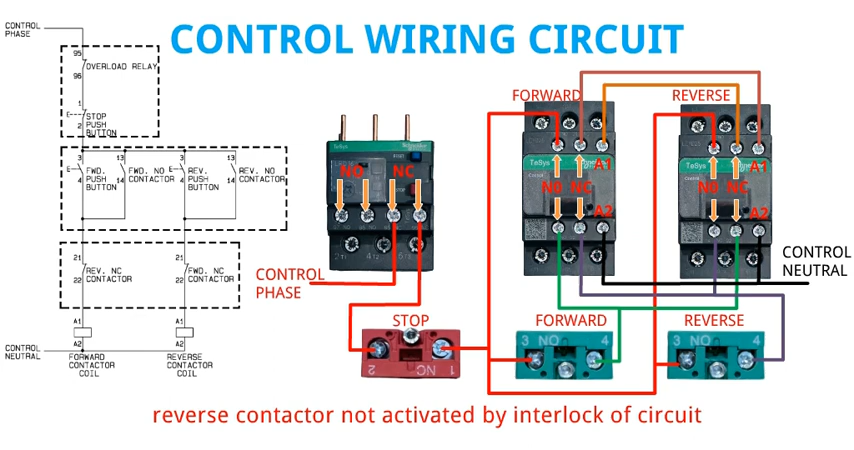 CONTROL WIRING CIRCUIT
CONTROL
PHASE
95
OVERLOAD RELAY
96
1
E
STOP
PUSH
BUTTON
2
3
13
3
13
E
FWD.
PUSH
BUTTON
FWD. NO
CONTACTOR
E
REV.
PUSH
BUTTON
REV. NO
CONTACTOR
4
14
4
14
21
21
REV. NC
CONTACTOR
FWD. NC
CONTACTOR
22
22
A1
A1
A2
A2
CONTROL
NEUTRAL
FORWARD
CONTACTOR
COIL
REVERSE
CONTACTOR
COIL
TeSys
Schneider
NO
NC
CONTROL
PHASE
FORWARD
REVERSE
TeSys
A1
TeSys
A1
NO
NC
NO
NC
A2
A2
CONTROL
NEUTRAL
STOP
FORWARD
REVERSE
2
NC
1
3
NO
4
3
NO
4
reverse contactor not activated by interlock of circuit